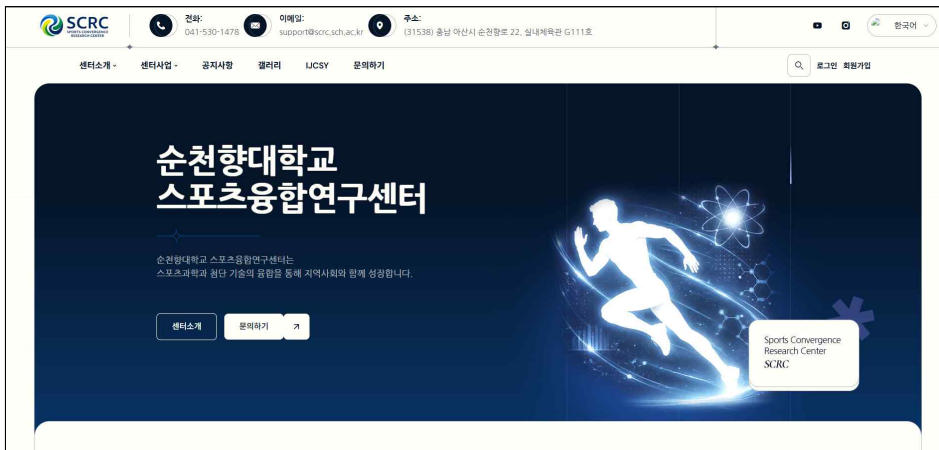 SCRC
SPORTS CONVERGENCE
RESEARCH CENTER
전화:
041-530-1478
이메일:
support@scrc.sch.ac.kr
주소:
(31538) 충남 아산시 순천향로 22, 실내체육관 G111호
한국어
센터소개
센터사업
공지사항
갤러리
IJCSY
문의하기
로그인 회원가입
순천향대학교
스포츠융합연구센터
순천향대학교 스포츠융합연구센터는
스포츠과학과 첨단 기술의 융합을 통해 지역사회와 함께 성장합니다.
센터소개
문의하기
Sports Convergence
Research Center
SCRC